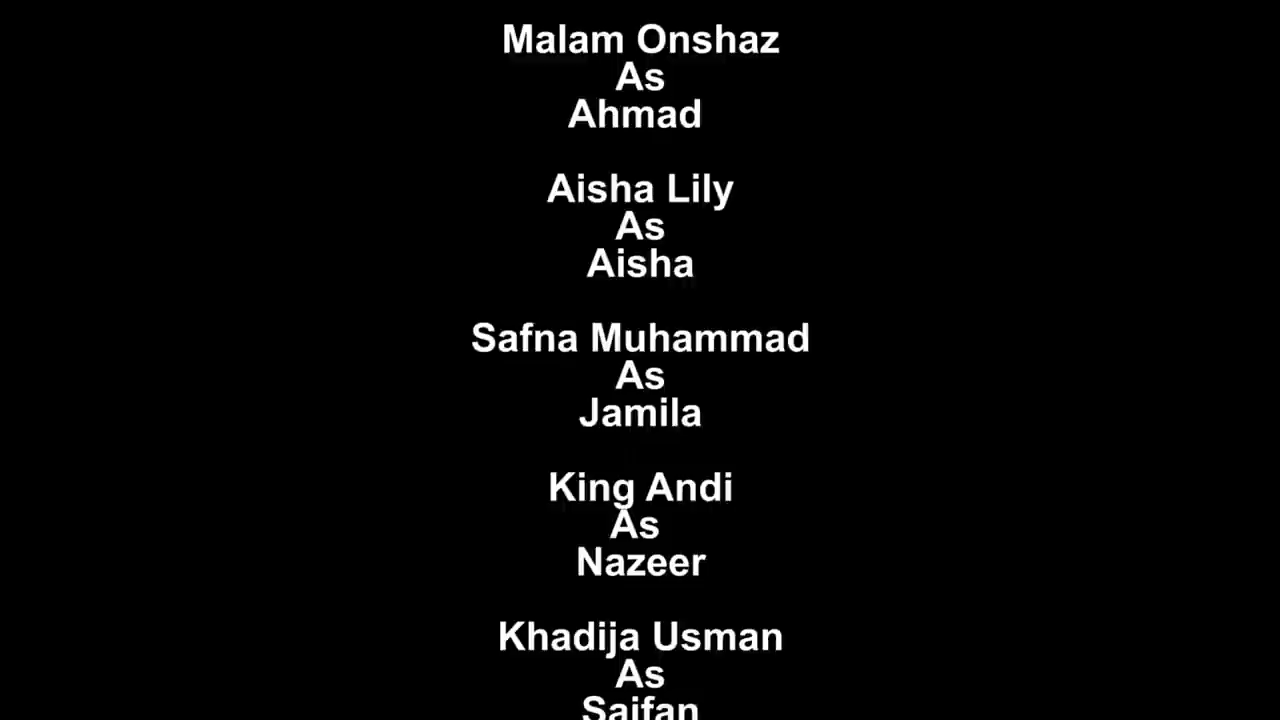 Malam Onshaz
As
Ahmad
Aisha Lily
As
Aisha
Safna Muhammad
As
Jamila
King Andi
As
Nazeer
Khadija Usman
As
Saifan